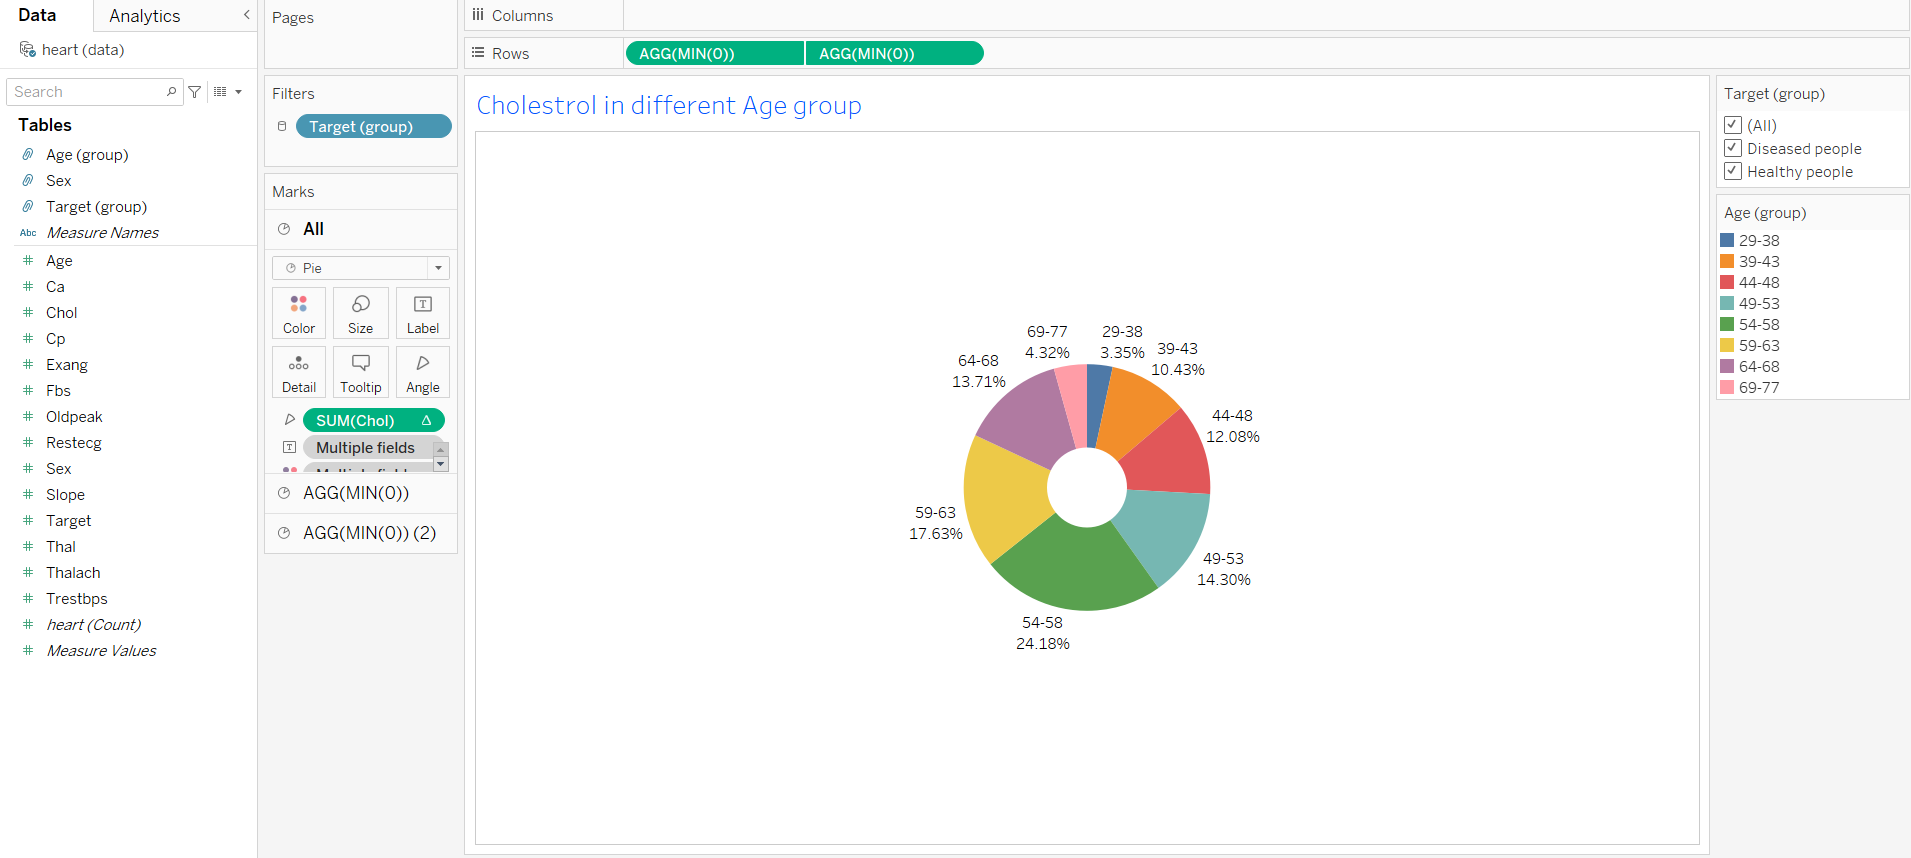 Data
Analytics
heart (data)
Search
Tables
Age (group)
Sex
Target (group)
Abc Measure Names
Age
Ca
Chol
Cp
Exang
Fbs
Oldpeak
Restecg
Sex
Slope
Target
Thal
Thalach
Trestbps
heart (Count)
Measure Values
Pages
Filters
Target (group)
Marks
All
Pie
Color Size Label
Detail Tooltip Angle
SUM(Chol)
Multiple fields
AGG(MIN(0))
AGG(MIN(0)) (2)
Columns
Rows AGG(MIN(0)) AGG(MIN(0))
Cholestrol in different Age group
69-77
4.32%
29-38
3.35%
39-43
10.43%
64-68
13.71%
44-48
12.08%
59-63
17.63%
49-53
14.30%
54-58
24.18%
Target (group)
(All)
Diseased people
Healthy people
Age (group)
29-38
39-43
44-48
49-53
54-58
59-63
64-68
69-77